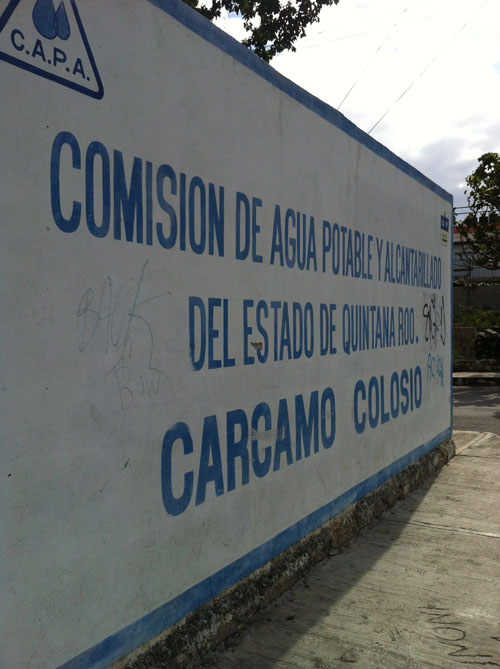 C.A.P.A.
COMISION DE AGUA POTABLE Y ALCANTARILLADO
DEL ESTADO DE QUINTANA ROO.
CARCAMO COLOSIO